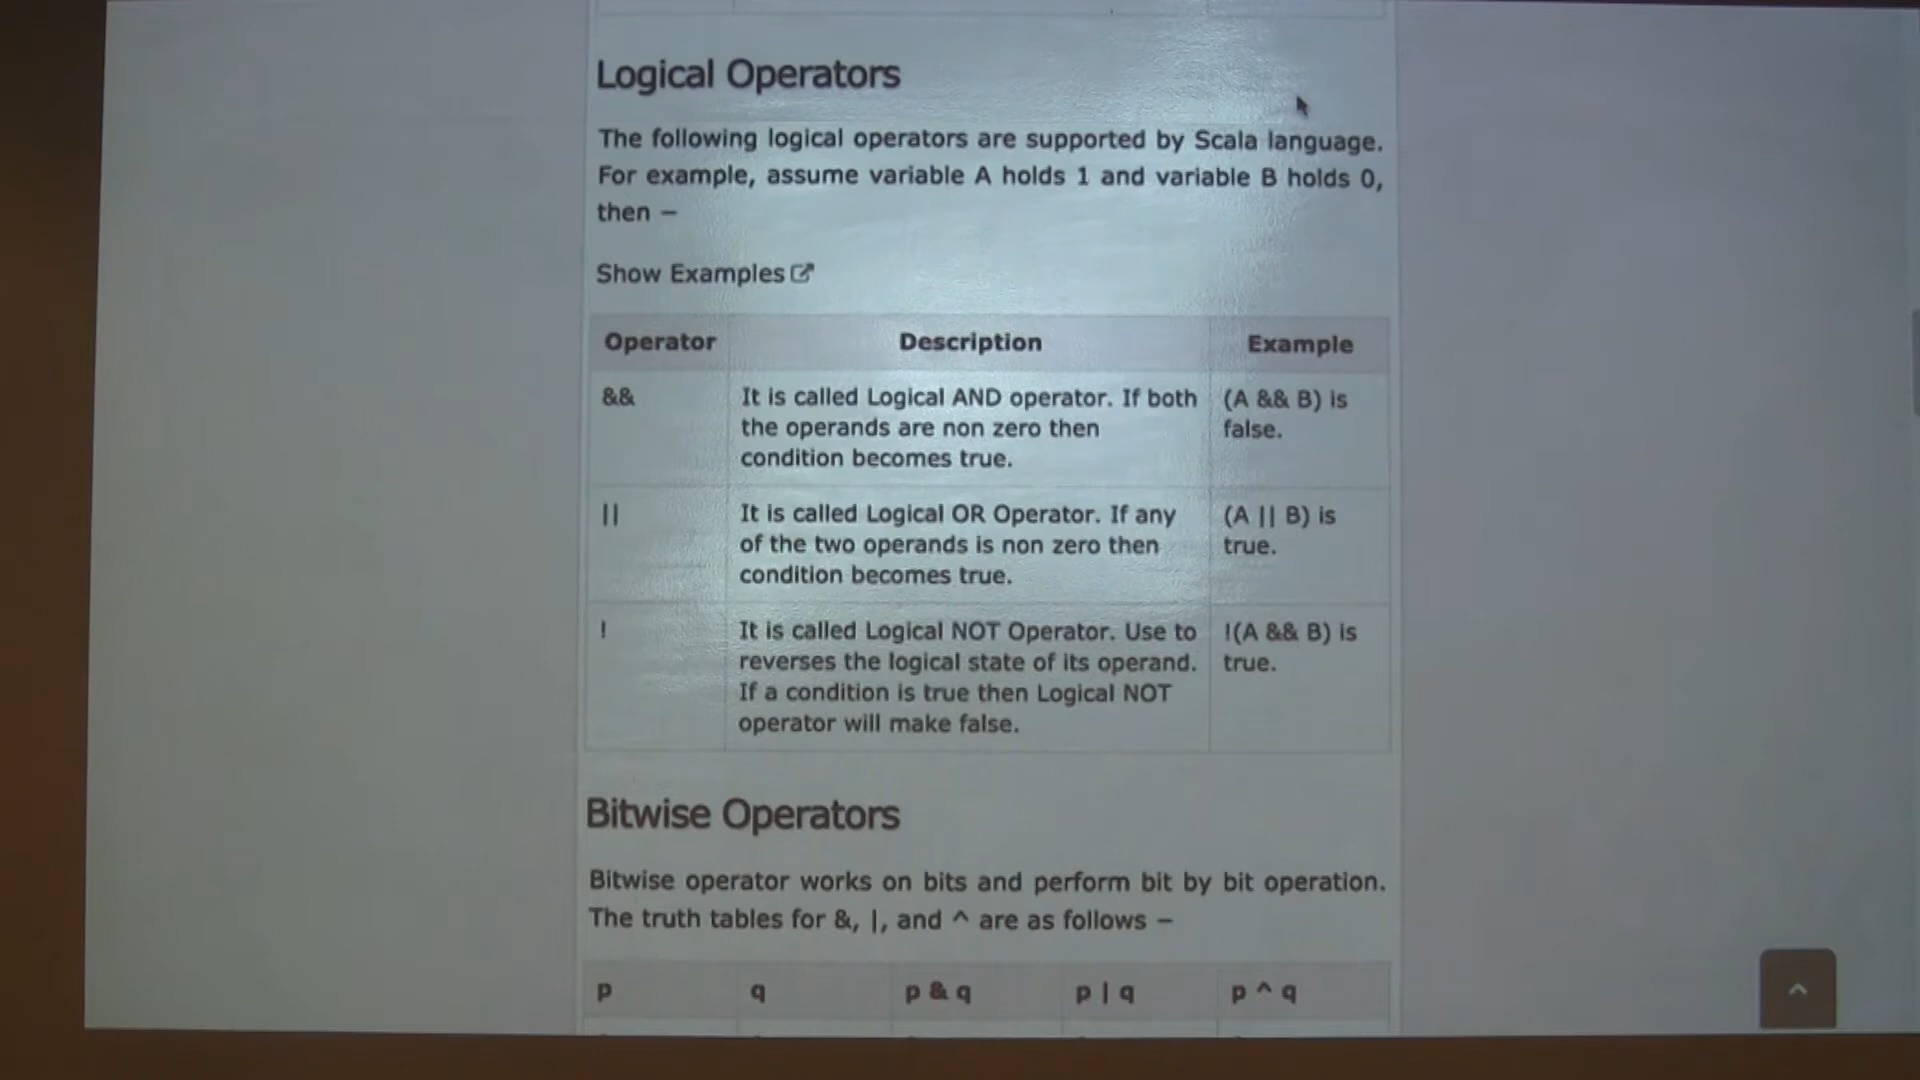 Logical Operators
The following logical operators are supported by Scala language.
For example, assume variable A holds 1 and variable B holds 0,
then −
Show Examples
Operator Description Example
&& It is called Logical AND operator. If both (A && B) is
the operands are non zero then false.
condition becomes true.
|| It is called Logical OR Operator. If any (A || B) is
of the two operands is non zero then true.
condition becomes true.
! It is called Logical NOT Operator. Use to !(A && B) is
reverses the logical state of its operand. true.
If a condition is true then Logical NOT
operator will make false.
Bitwise Operators
Bitwise operator works on bits and perform bit by bit operation.
The truth tables for &, |, and ^ are as follows −
p q p & q p | q p ^ q